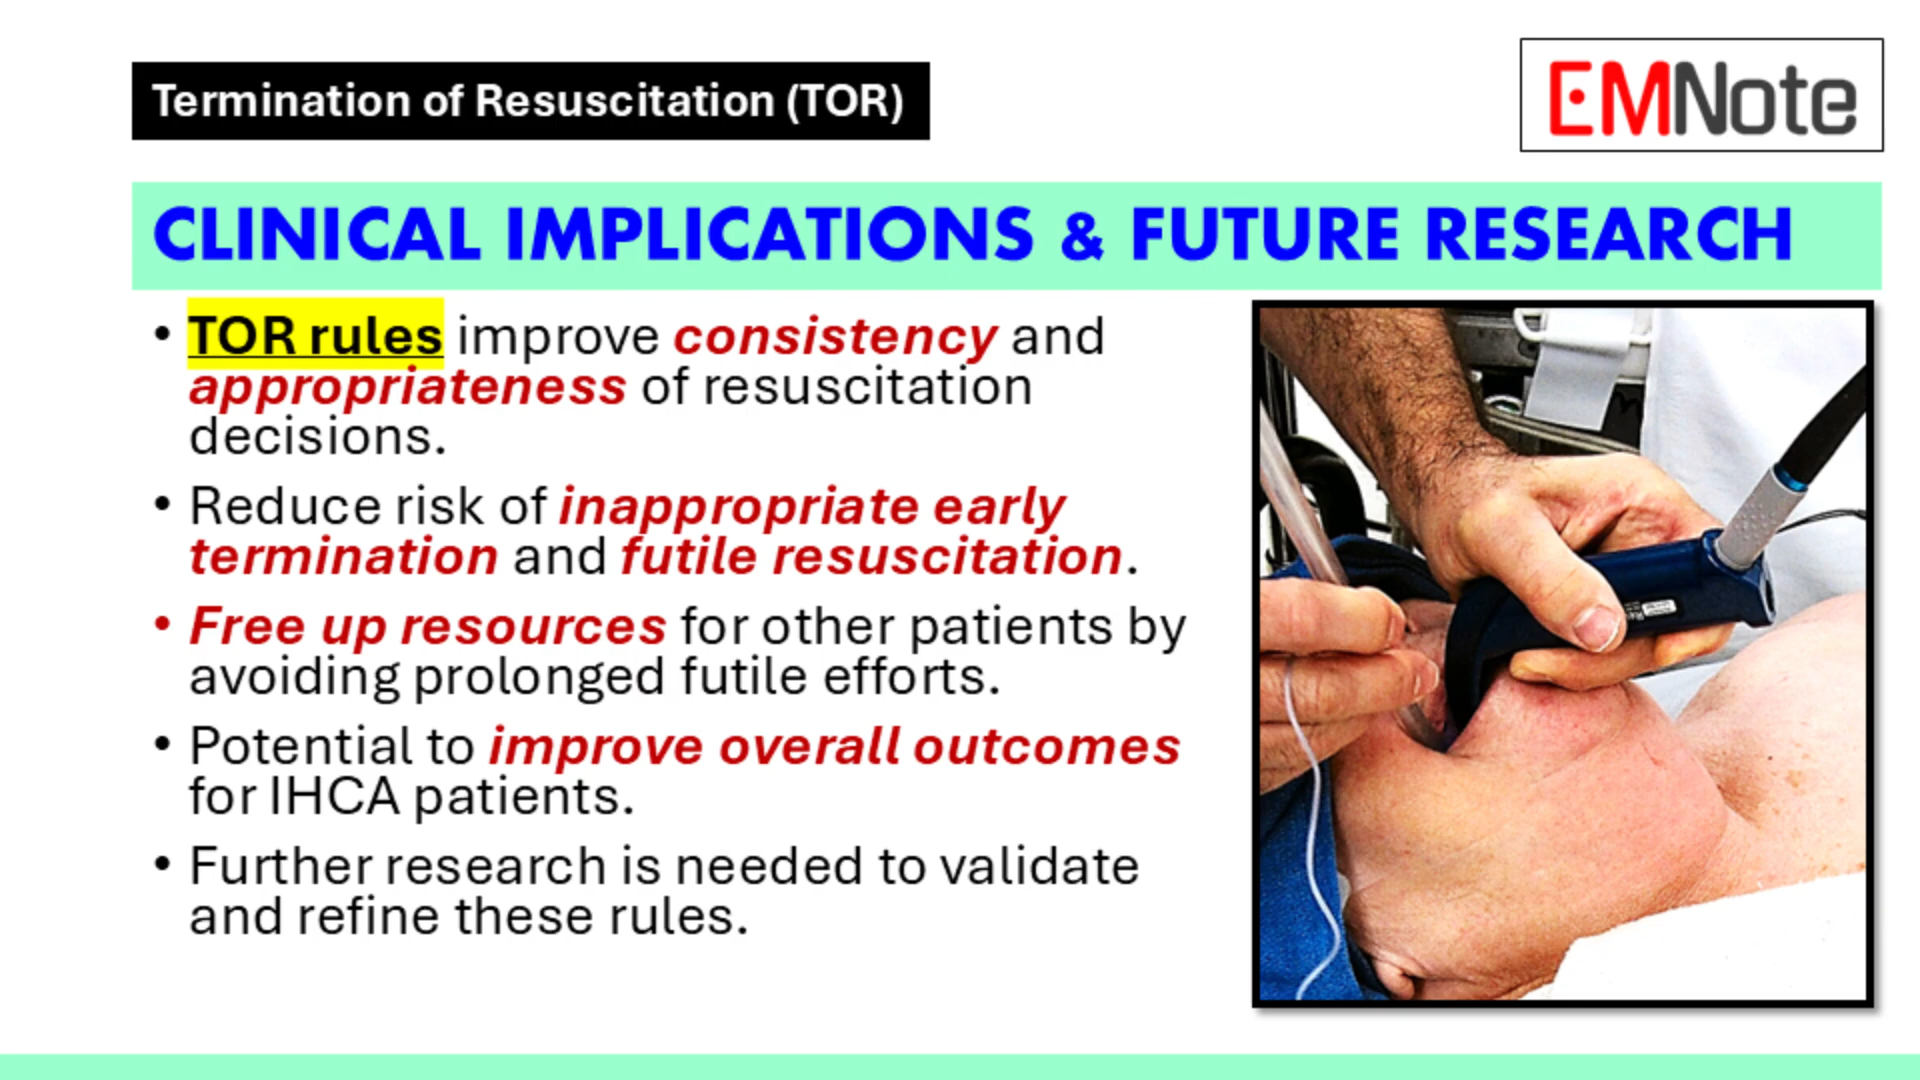 Termination of Resuscitation (TOR)
EMNote
CLINICAL IMPLICATIONS & FUTURE RESEARCH
• TOR rules improve consistency and
appropriateness of resuscitation
decisions.
• Reduce risk of inappropriate early
termination and futile resuscitation.
• Free up resources for other patients by
avoiding prolonged futile efforts.
• Potential to improve overall outcomes
for IHCA patients.
• Further research is needed to validate
and refine these rules.